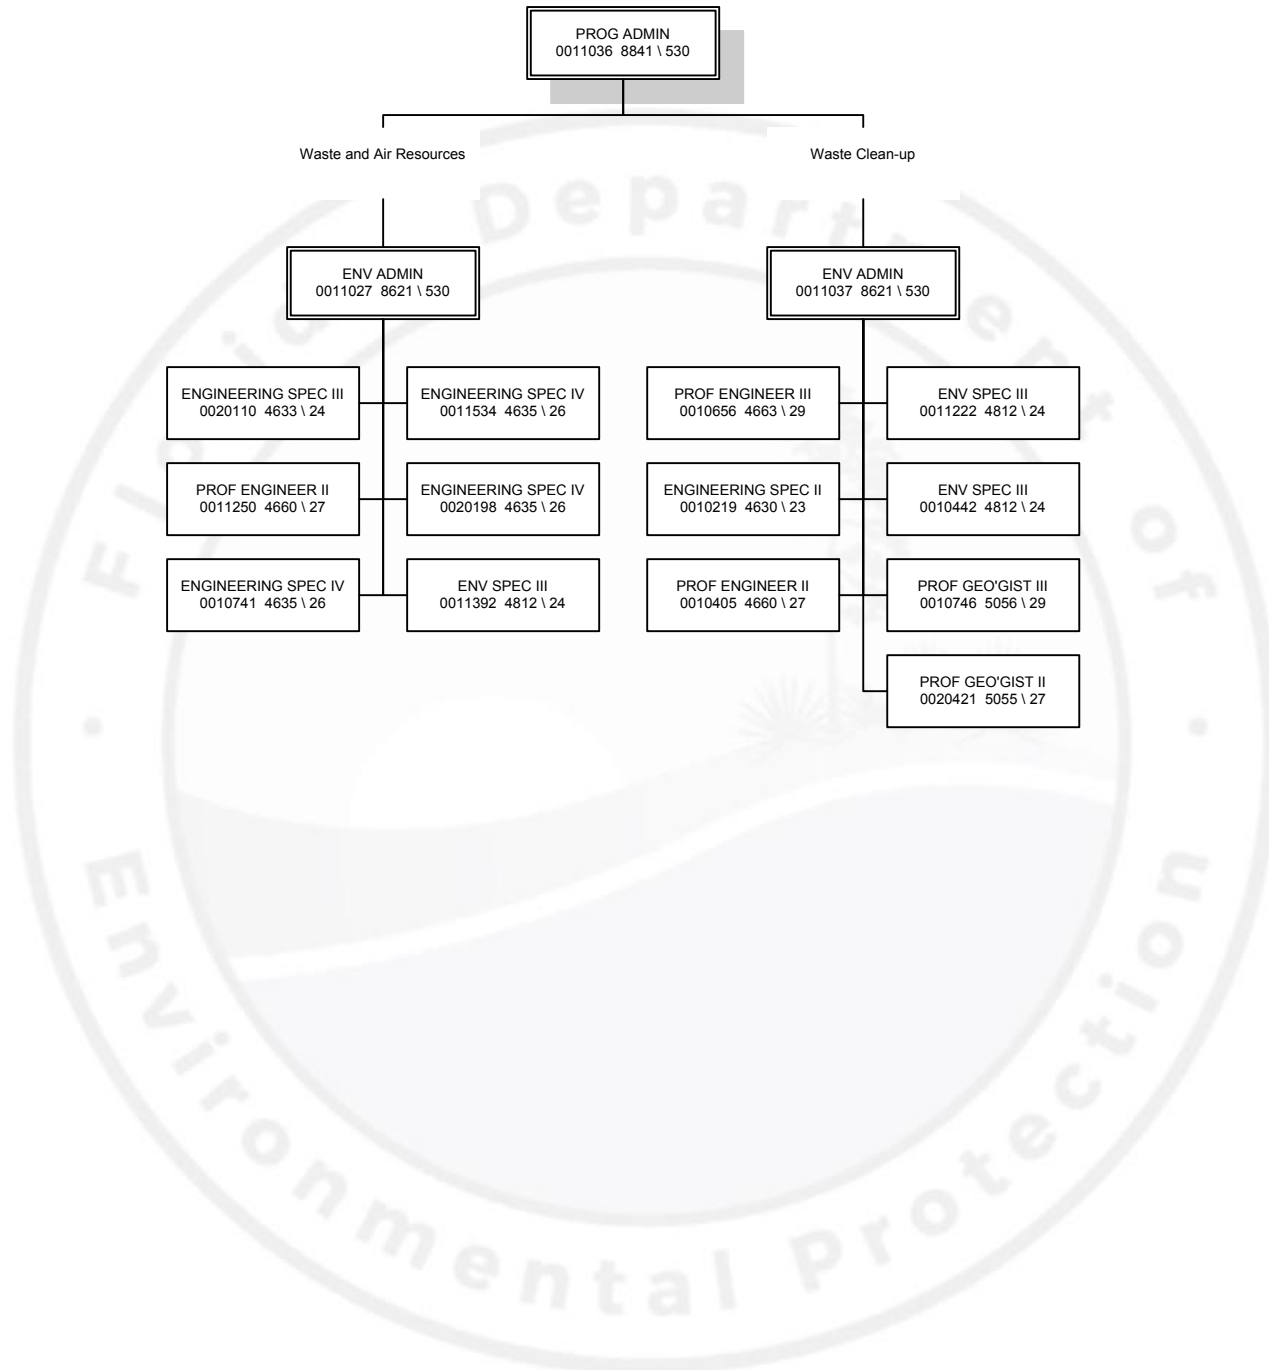 PROG ADMIN
0011036 8841 \ 530
Waste and Air Resources
Waste Clean-up
ENV ADMIN
0011027 8621 \ 530
ENV ADMIN
0011037 8621 \ 530
ENGINEERING SPEC III
0020110 4633 \ 24
ENGINEERING SPEC IV
0011534 4635 \ 26
PROF ENGINEER III
0010656 4663 \ 29
ENV SPEC III
0011222 4812 \ 24
PROF ENGINEER II
0011250 4660 \ 27
ENGINEERING SPEC IV
0020198 4635 \ 26
ENGINEERING SPEC II
0010219 4630 \ 23
ENV SPEC III
0010442 4812 \ 24
ENGINEERING SPEC IV
0010741 4635 \ 26
ENV SPEC III
0011392 4812 \ 24
PROF ENGINEER II
0010405 4660 \ 27
PROF GEO'GIST III
0010746 5056 \ 29
PROF GEO'GIST II
0020421 5055 \ 27
Florida Department of
Environmental Protection